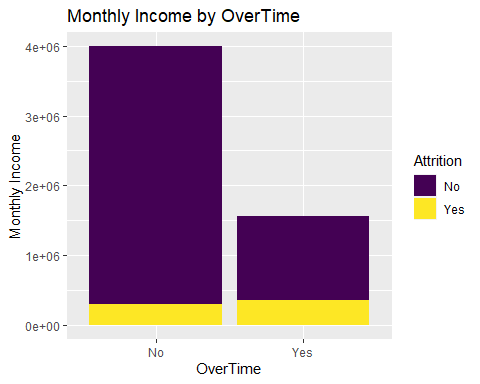 Monthly Income by OverTime
4e+06
3e+06
2e+06
1e+06
0e+00
Monthly Income
No
Yes
OverTime
Attrition
No
Yes